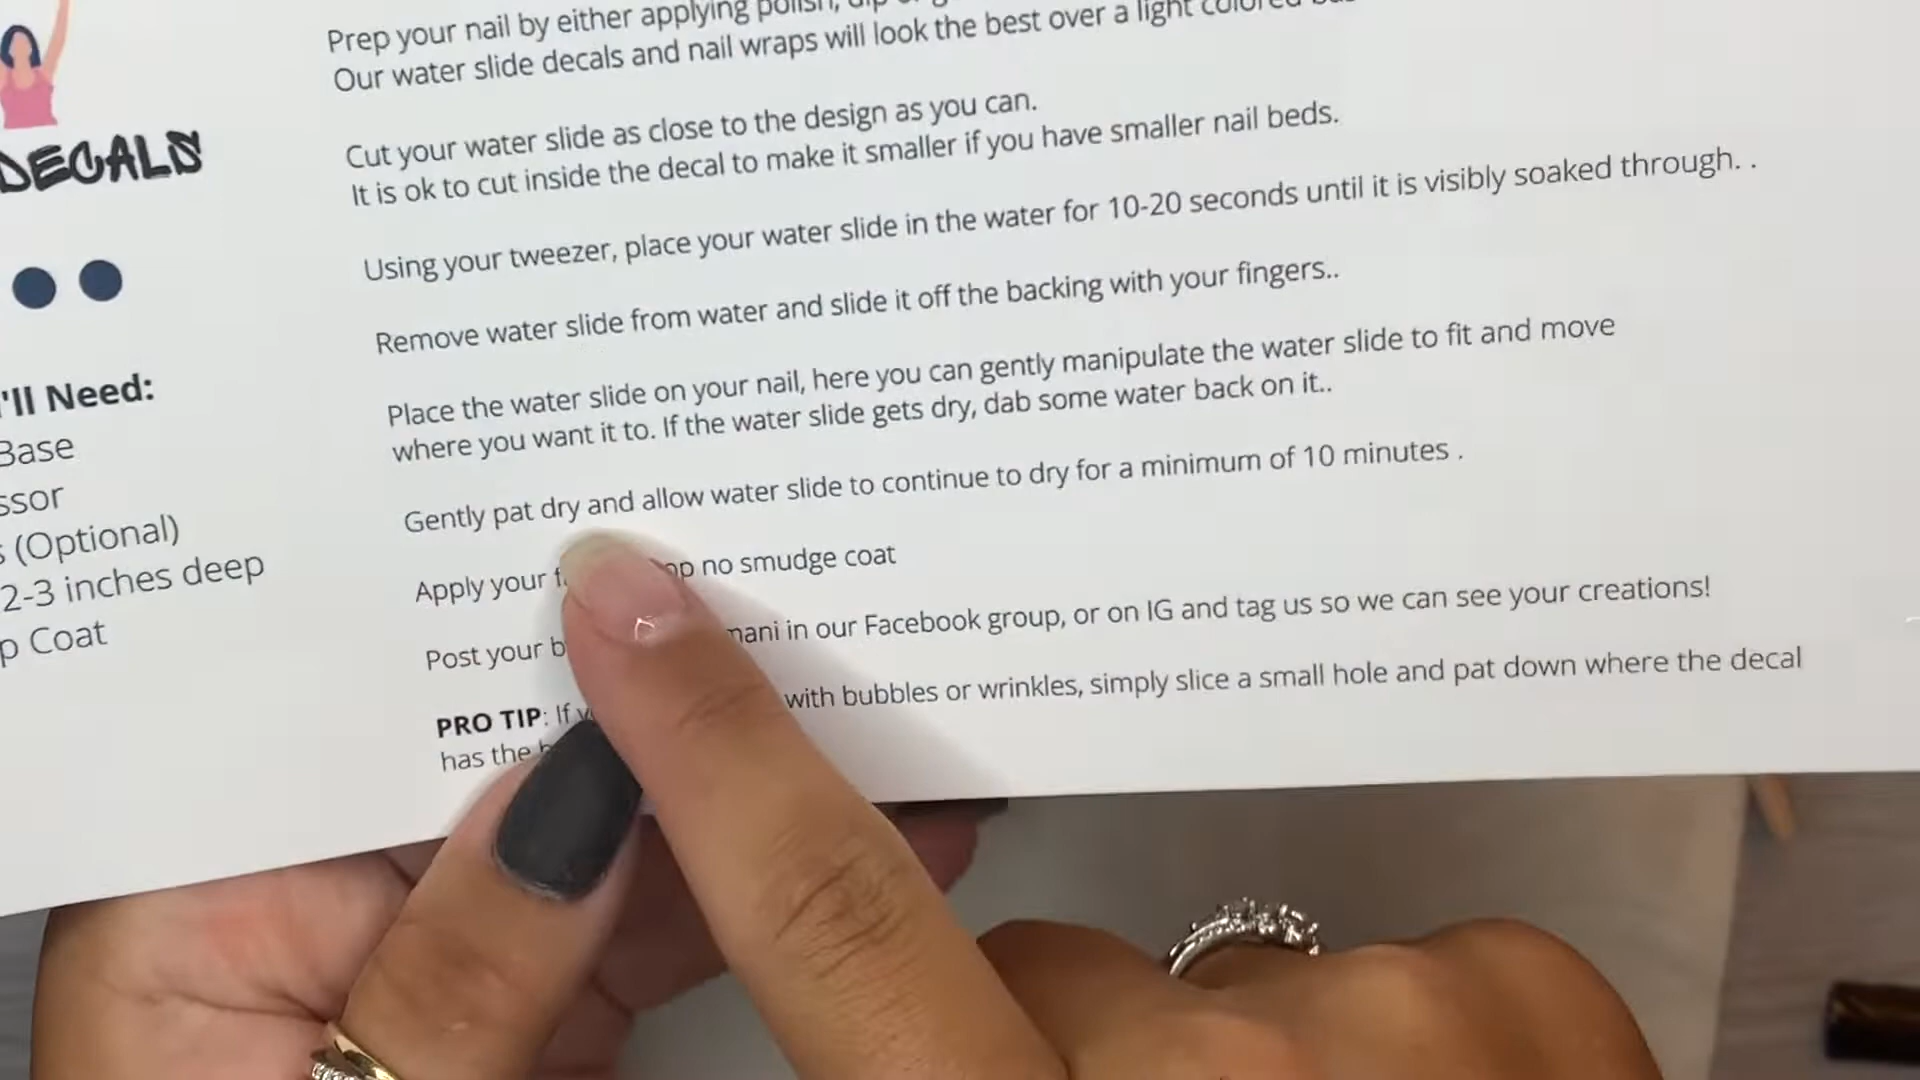 DECALS
'll Need:
Base
ssor
s (Optional)
2-3 inches deep
p Coat
Prep your nail by either applying polish, dip or
Our water slide decals and nail wraps will look the best over a light colored
Cut your water slide as close to the design as you can.
It is ok to cut inside the decal to make it smaller if you have smaller nail beds.
Using your tweezer, place your water slide in the water for 10-20 seconds until it is visibly soaked through. .
Remove water slide from water and slide it off the backing with your fingers..
Place the water slide on your nail, here you can gently manipulate the water slide to fit and move
where you want it to. If the water slide gets dry, dab some water back on it..
Gently pat dry and allow water slide to continue to dry for a minimum of 10 minutes .
Apply your no smudge coat
Post your mani in our Facebook group, or on IG and tag us so we can see your creations!
PRO TIP: If with bubbles or wrinkles, simply slice a small hole and pat down where the decal
has the